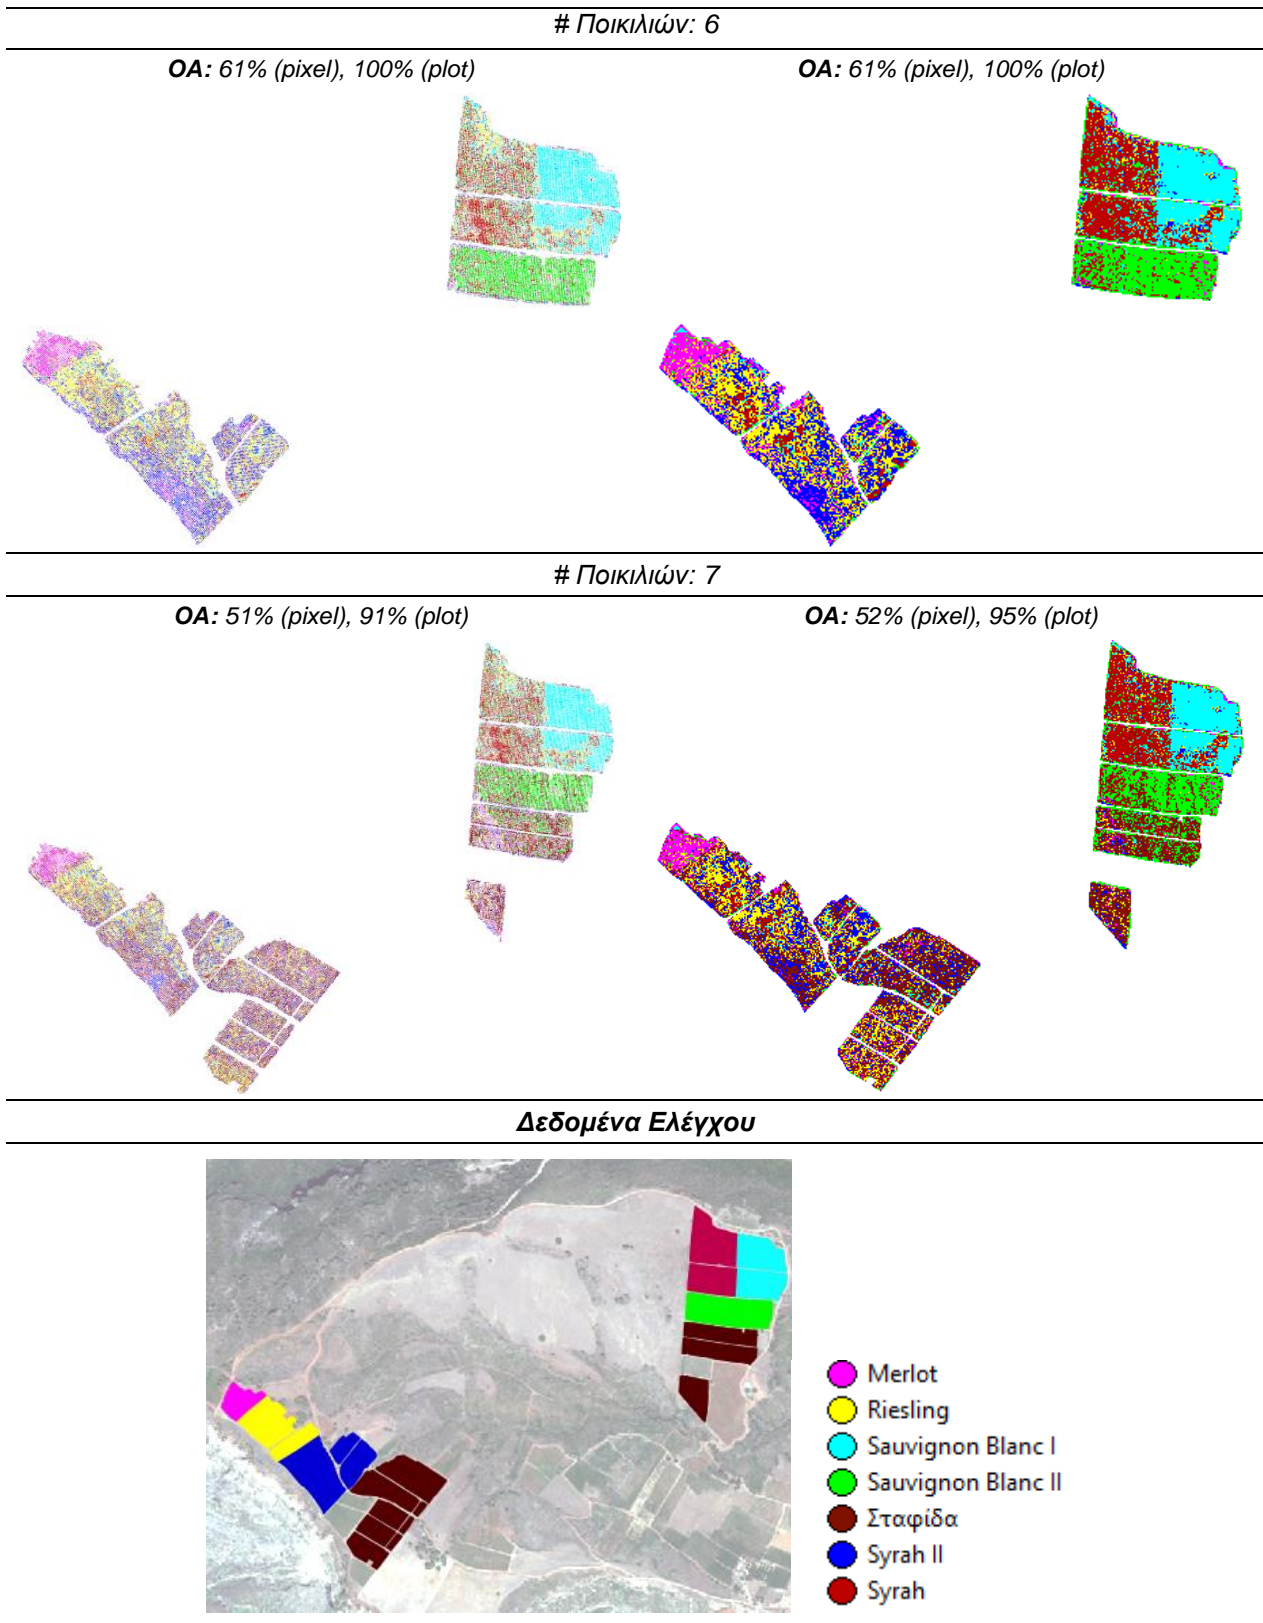 # Ποικιλιών: 6
OA: 61% (pixel), 100% (plot)
OA: 61% (pixel), 100% (plot)
# Ποικιλιών: 7
OA: 51% (pixel), 91% (plot)
OA: 52% (pixel), 95% (plot)
Δεδομένα Ελέγχου
Merlot
Riesling
Sauvignon Blanc I
Sauvignon Blanc II
Σταφίδα
Syrah II
Syrah